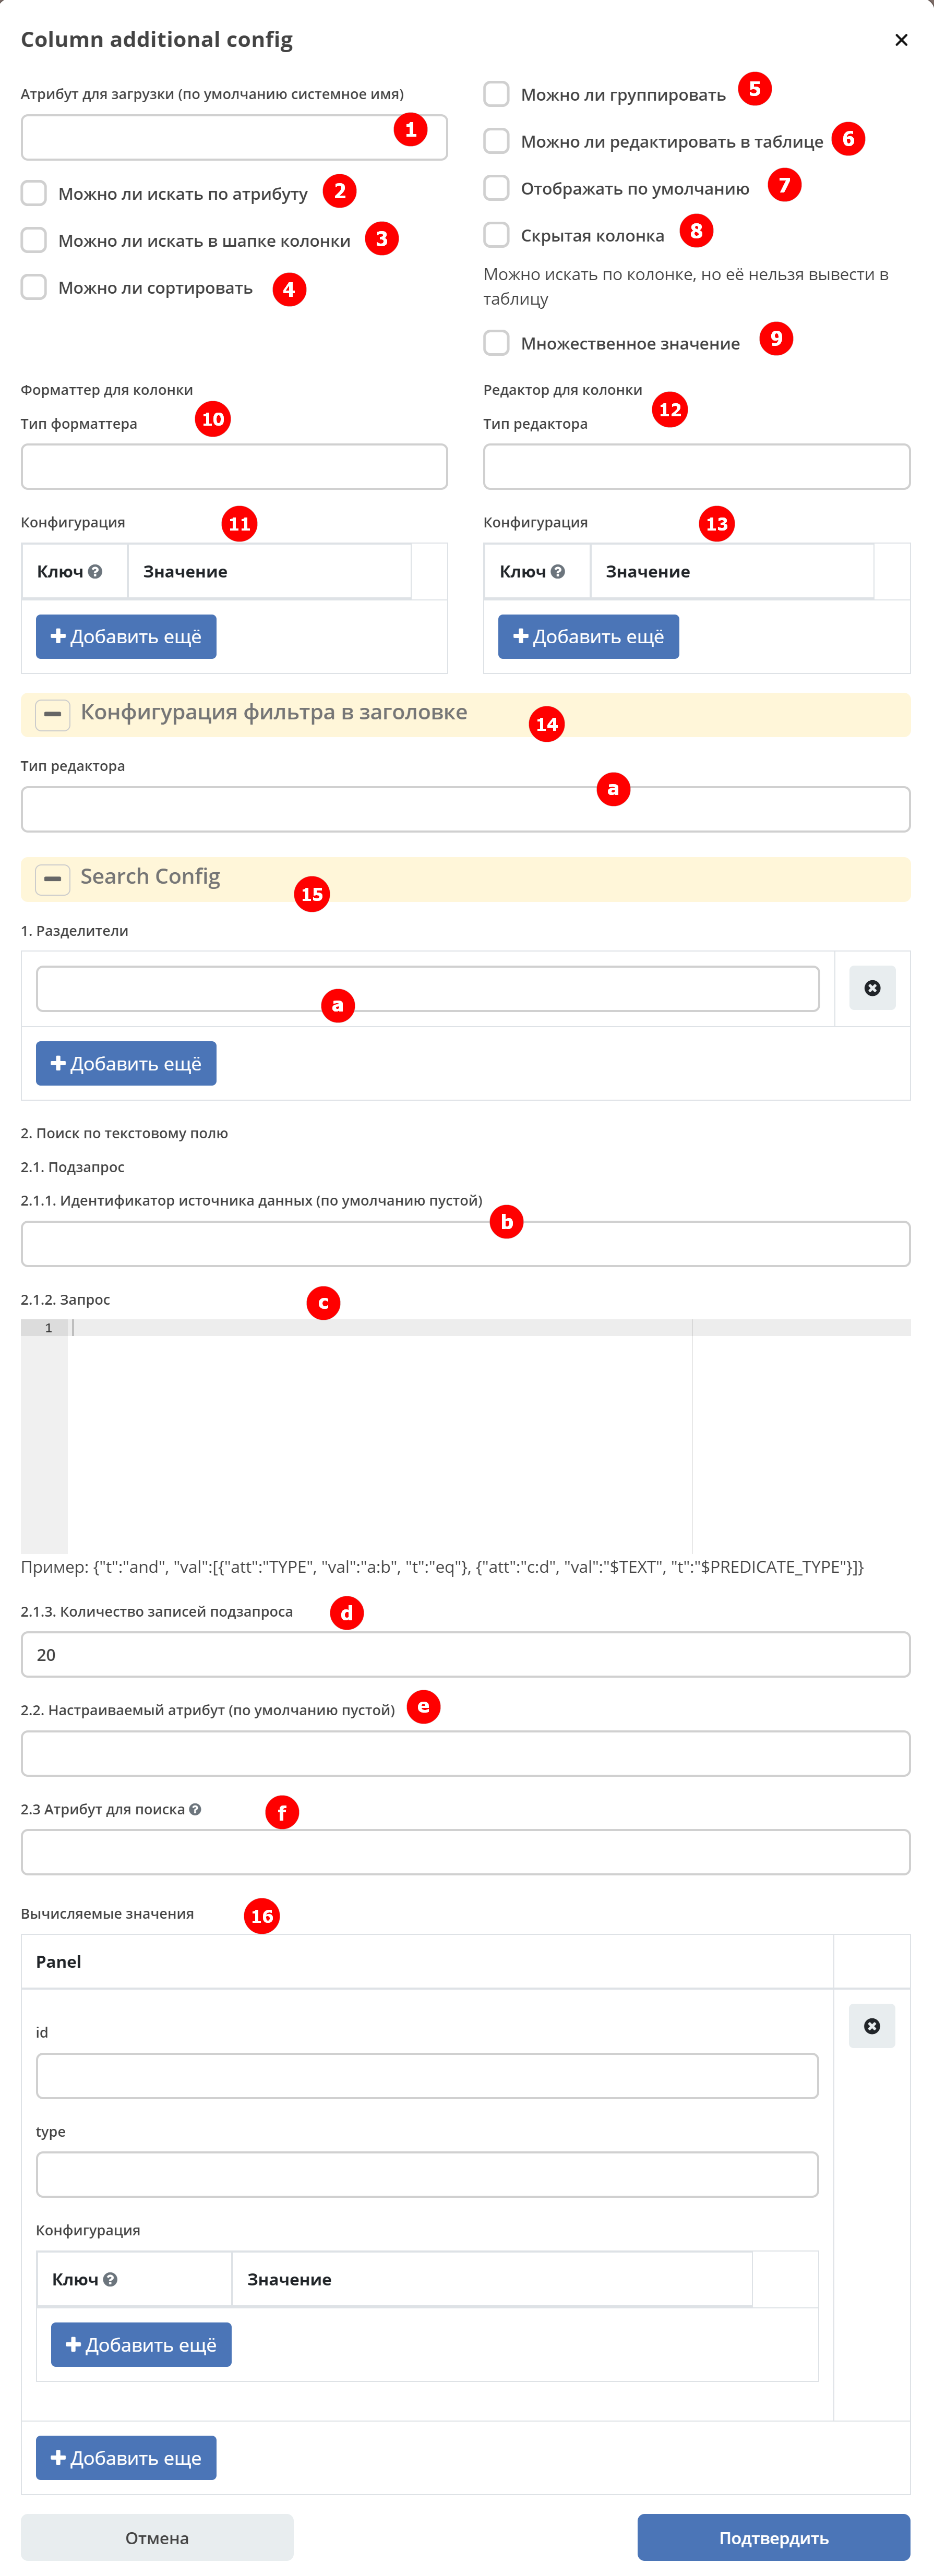 Column additional config
Атрибут для загрузки (по умолчанию системное имя)
1
Можно ли искать по атрибуту 2
Можно ли искать в шапке колонки 3
Можно ли сортировать 4
Можно ли группировать 5
Можно ли редактировать в таблице 6
Отображать по умолчанию 7
Скрытая колонка 8
Можно искать по колонке, но её нельзя вывести в
таблицу
Множественное значение 9
Форматтер для колонки
10
Тип форматтера
Конфигурация 11
Ключ Значение
Добавить ещё
Редактор для колонки
12
Тип редактора
Конфигурация 13
Ключ Значение
Добавить ещё
Конфигурация фильтра в заголовке 14
Тип редактора
a
Search Config 15
1. Разделители
a
Добавить ещё
2. Поиск по текстовому полю
2.1. Подзапрос
2.1.1. Идентификатор источника данных (по умолчанию пустой)
b
2.1.2. Запрос c
1
Пример: {"t":"and", "val":[{"att":"TYPE", "val":"a:b", "t":"eq"}, {"att":"c:d", "val":"$TEXT", "t":"$PREDICATE_TYPE"}]}
2.1.3. Количество записей подзапроса d
20
2.2. Настраиваемый атрибут (по умолчанию пустой) e
2.3 Атрибут для поиска f
Вычисляемые значения 16
Panel
id
type
Конфигурация
Ключ Значение
Добавить ещё
Добавить еще
Отмена Подтвердить